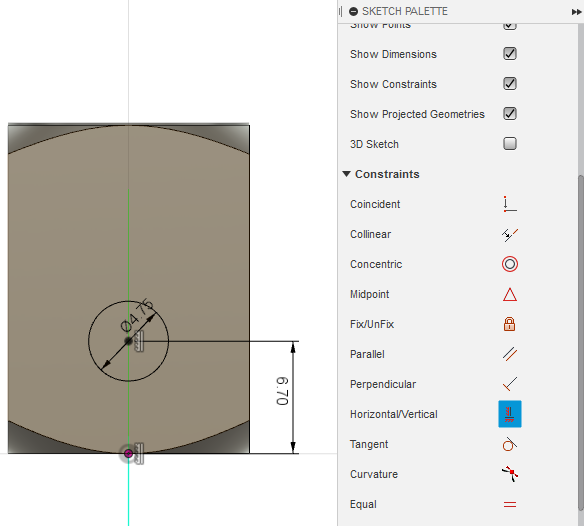 SKETCH PALETTE
Show Points
Show Dimensions
Show Constraints
Show Projected Geometries
3D Sketch
Constraints
Coincident
Collinear
Concentric
Midpoint
Fix/UnFix
Parallel
Perpendicular
Horizontal/Vertical
Tangent
Curvature
Equal
Ø4.75
6.70